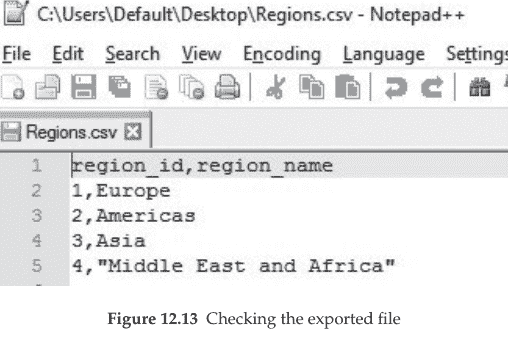 C:\Users\Default\Desktop\Regions.csv - Notepad++
File Edit Search View Encoding Language Settings
Regions.csv
1 region_id,region_name
2 1,Europe
3 2,Americas
4 3,Asia
5 4,"Middle East and Africa"
Figure 12.13 Checking the exported file